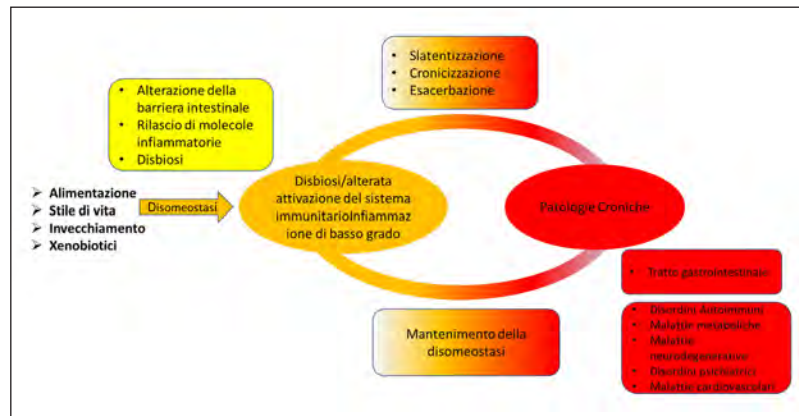 • Slatentizzazione
• Cronicizzazione
• Esacerbazione
• Alterazione della
barriera intestinale
• Rilascio di molecole
infiammatorie
• Disbiosi
➢ Alimentazione
➢ Stile di vita
➢ Invecchiamento
➢ Xenobiotici
Disomeostasi
Disbiosi/alterata
attivazione del sistema
immunitarioInfiammaz
ione di basso grado
Patologie Croniche
• Tratto gastrointestinale
• Disordini Autoimmini
• Malattie metaboliche
• Malattie
neurodegenerative
• Disordini psichiatrici
• Malattie cardiovascolari
Mantenimento della
disomeostasi